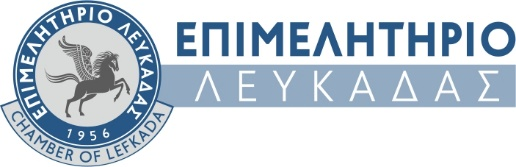 ΕΠΙΜΕΛΗΤΗΡΙΟ ΛΕΥΚΑΔΑΣ
1956
CHAMBER OF LEFKADA
ΕΠΙΜΕΛΗΤΗΡΙΟ
ΛΕΥΚΑΔΑΣ